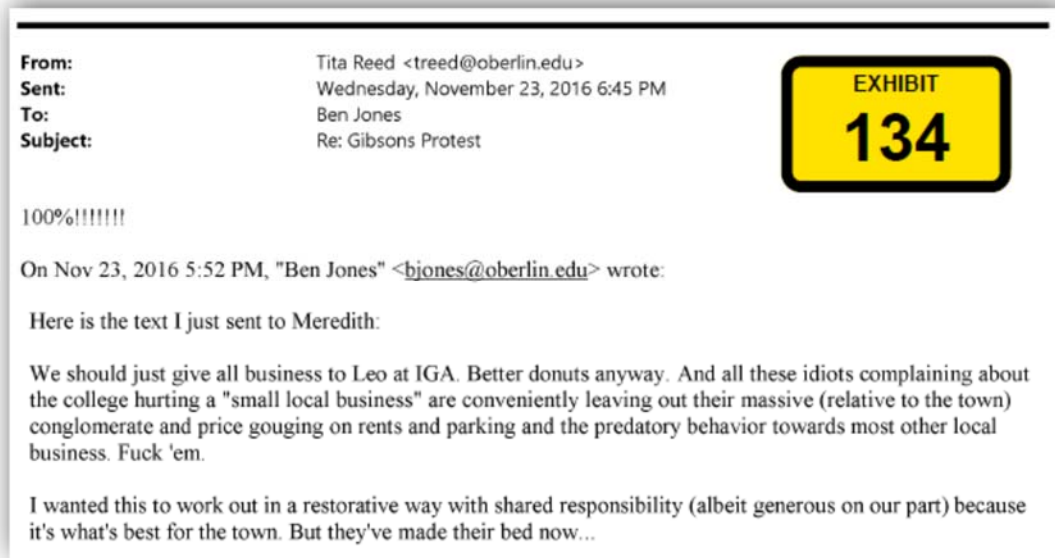 From: Tita Reed <treed@oberlin.edu>
Sent: Wednesday, November 23, 2016 6:45 PM
To: Ben Jones
Subject: Re: Gibsons Protest
EXHIBIT
134
100%!!!!!!!
On Nov 23, 2016 5:52 PM, "Ben Jones" <bjones@oberlin.edu> wrote:
Here is the text I just sent to Meredith:
We should just give all business to Leo at IGA. Better donuts anyway. And all these idiots complaining about
the college hurting a "small local business" are conveniently leaving out their massive (relative to the town)
conglomerate and price gouging on rents and parking and the predatory behavior towards most other local
business. Fuck 'em.
I wanted this to work out in a restorative way with shared responsibility (albeit generous on our part) because
it's what's best for the town. But they've made their bed now...